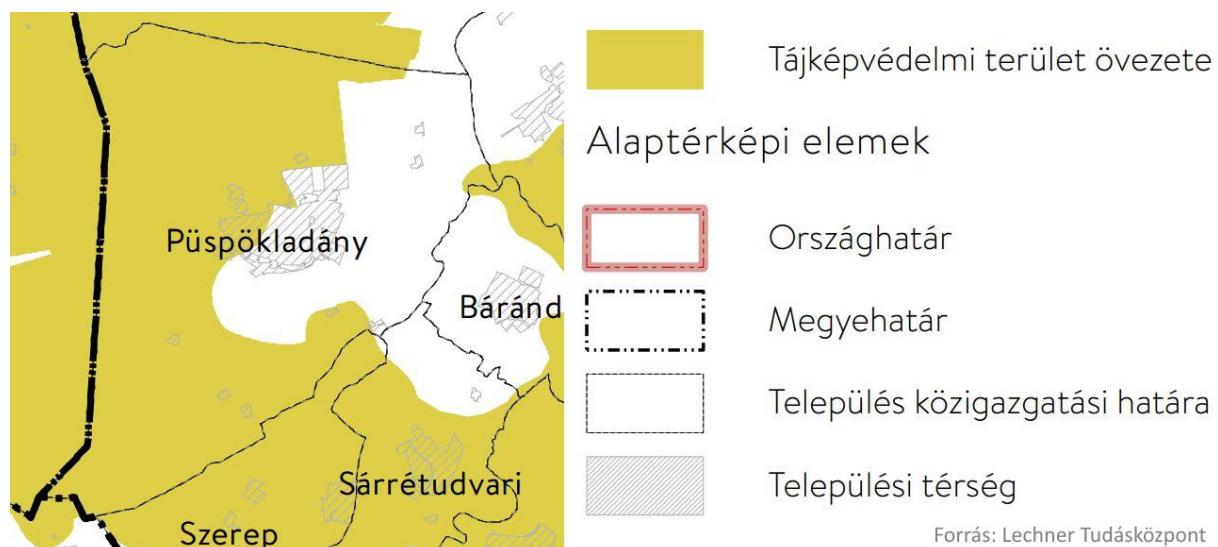 Püspökladány
Báránd
Sárrétudvari
Szerep
Tájképvédelmi terület övezete
Alaptérképi elemek
Országhatár
Megyehatár
Település közigazgatási határa
Települési térség
Forrás: Lechner Tudásközpont